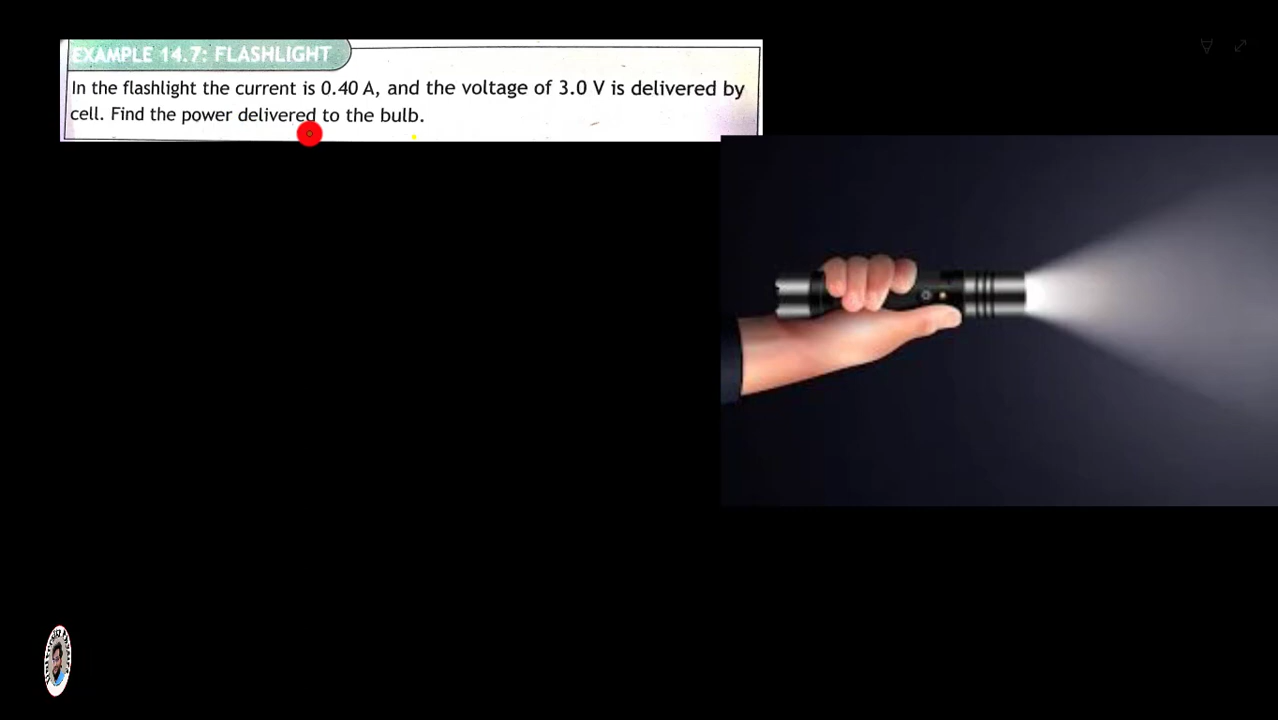 EXAMPLE 14.7: FLASHLIGHT
In the flashlight the current is 0.40 A, and the voltage of 3.0 V is delivered by
cell. Find the power delivered to the bulb.